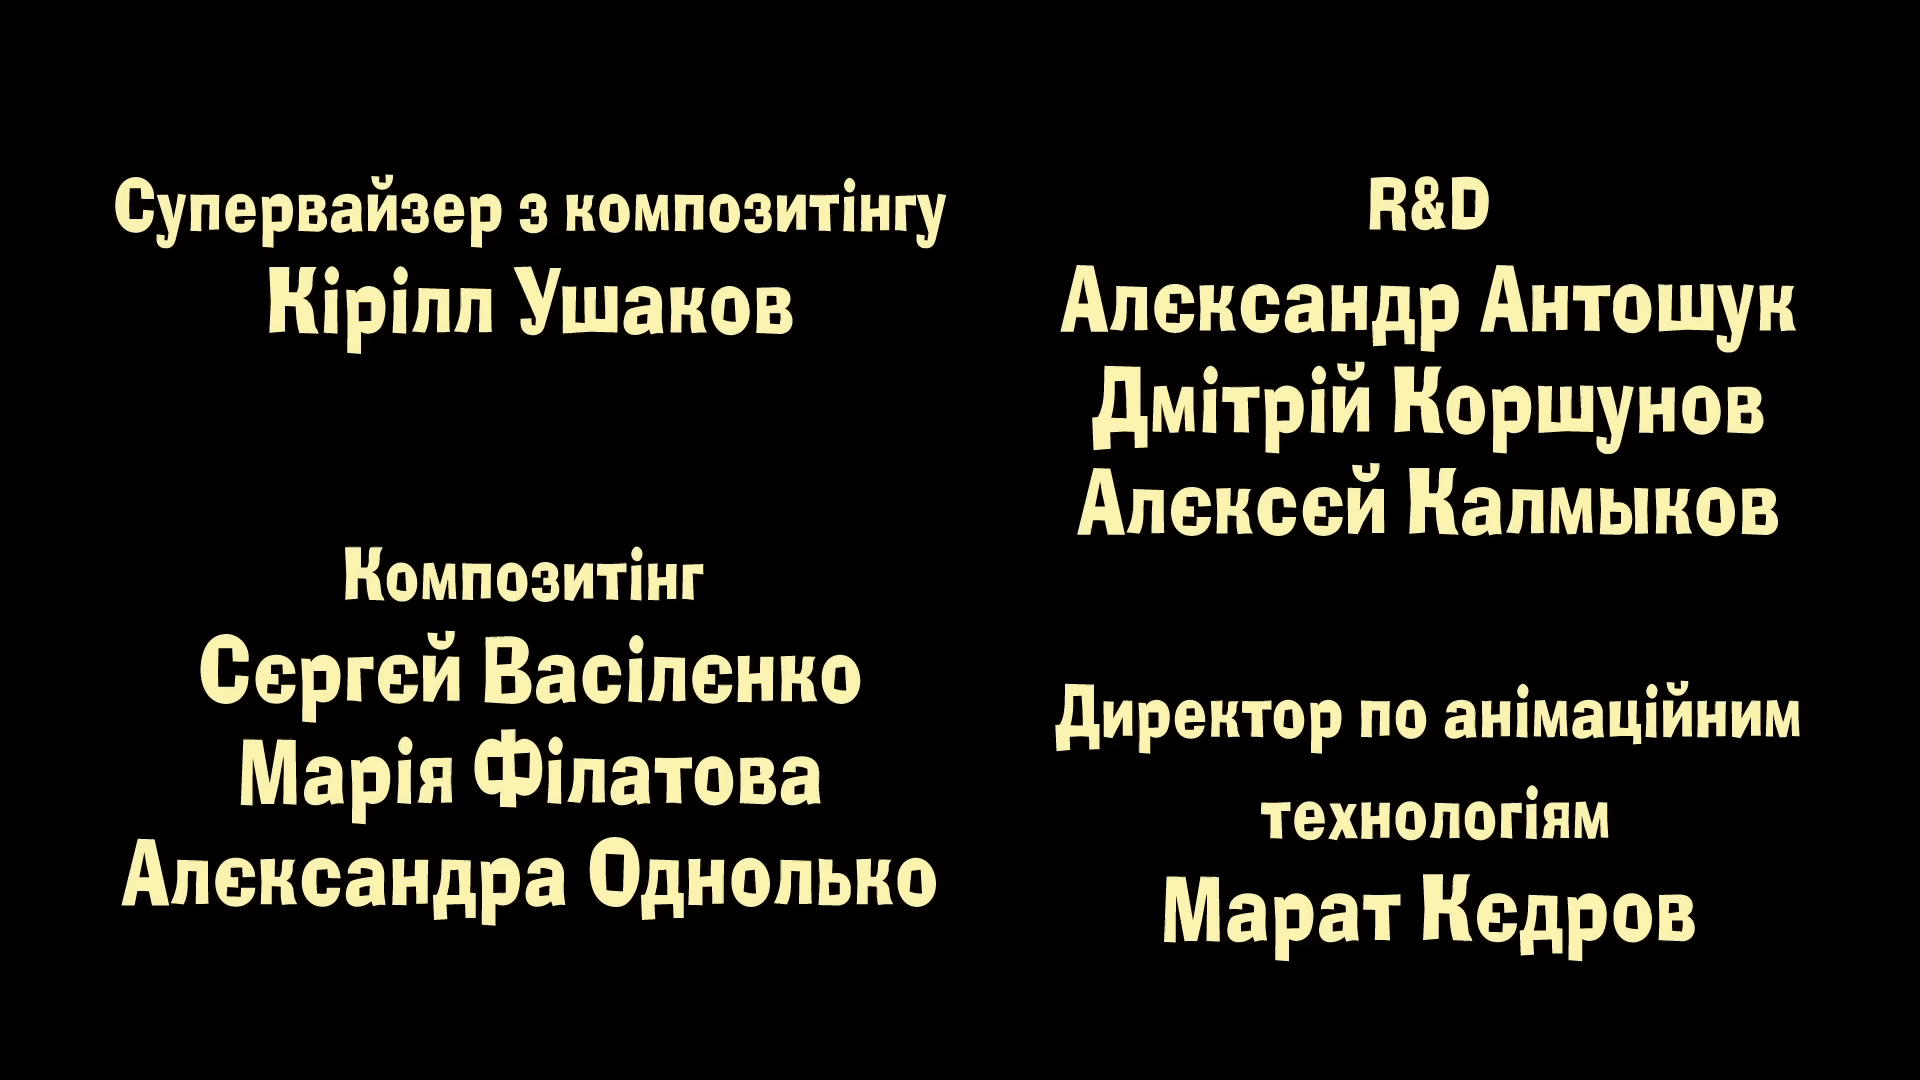 Супервайзер з композитінгу
Кірілл Ушаков
Композитінг
Сєргєй Васілєнко
Марія Філатова
Алєксандра Однолько
R&D
Алєксандр Антошук
Дмітрій Коршунов
Алєксєй Калмыков
Директор по анімаційним
технологіям
Марат Кєдров